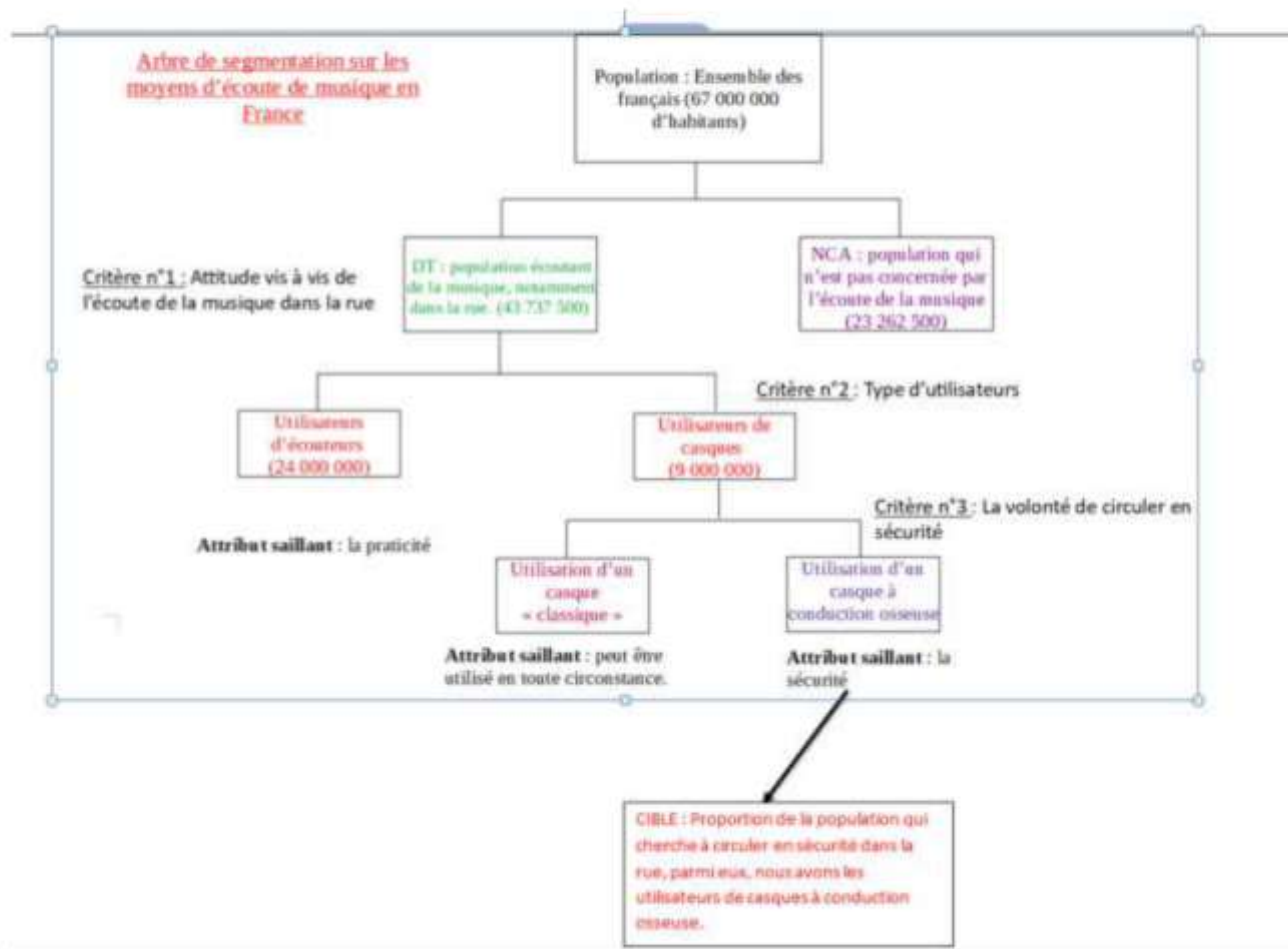 Arbre de segmentation sur les
moyens d'écoute de musique en
France
Population : Ensemble des
français (67 000 000
d'habitants)
Critère n°1 : Attitude vis à vis de
l'écoute de la musique dans la rue
DT : population écoutant
de la musique, notamment
dans la rue. (43 737 500)
NCA : population qui
n'est pas concernée par
l'écoute de la musique
(23 262 500)
Critère n°2 : Type d'utilisateurs
Utilisateurs
d'écouteurs
(24 000 000)
Utilisateurs de
casques
(9 000 000)
Critère n°3 : La volonté de circuler en
sécurité
Attribut saillant : la praticité
Utilisation d'un
casque
« classique »
Utilisation d'un
casque à
conduction osseuse
Attribut saillant : peut être
utilisé en toute circonstance.
Attribut saillant : la
sécurité
CIBLE : Proportion de la population qui
cherche à circuler en sécurité dans la
rue, parmi eux, nous avons les
utilisateurs de casques à conduction
osseuse.